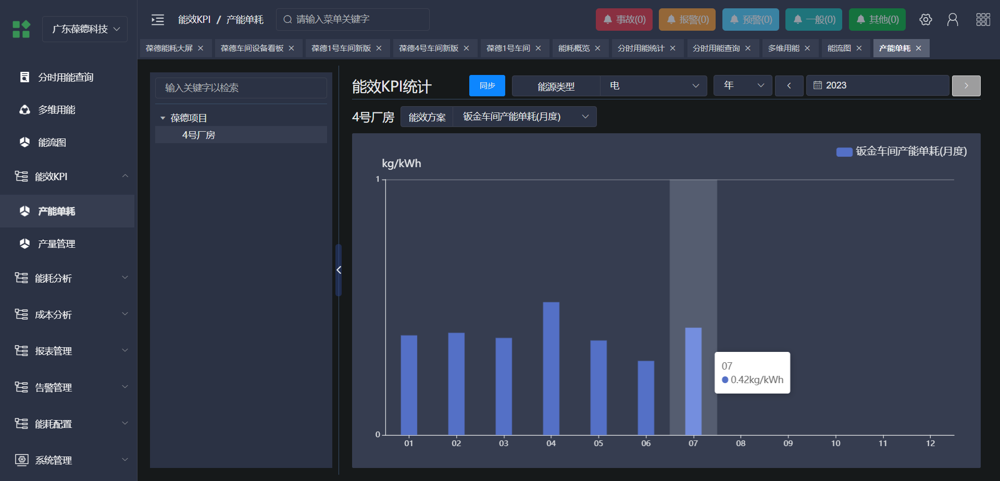 广东葆德科技
能效KPI / 产能单耗
请输入菜单关键字
事故(0)
报警(0)
预警(0)
一般(0)
其他(0)
葆德能耗大屏
葆德车间设备看板
葆德1号车间新版
葆德4号车间新版
葆德1号车间
能耗概览
分时用能统计
分时用能查询
多维用能
能流图
产能单耗
分时用能查询
多维用能
能流图
能效KPI
产能单耗
产量管理
能耗分析
成本分析
报表管理
告警管理
能耗配置
系统管理
输入关键字以检索
葆德项目
4号厂房
能效KPI统计
同步
能源类型
电
年
2023
4号厂房
能效方案
钣金车间产能单耗(月度)
钣金车间产能单耗(月度)
kg/kWh
1
0
07
0.42kg/kWh
01 02 03 04 05 06 07 08 09 10 11 12